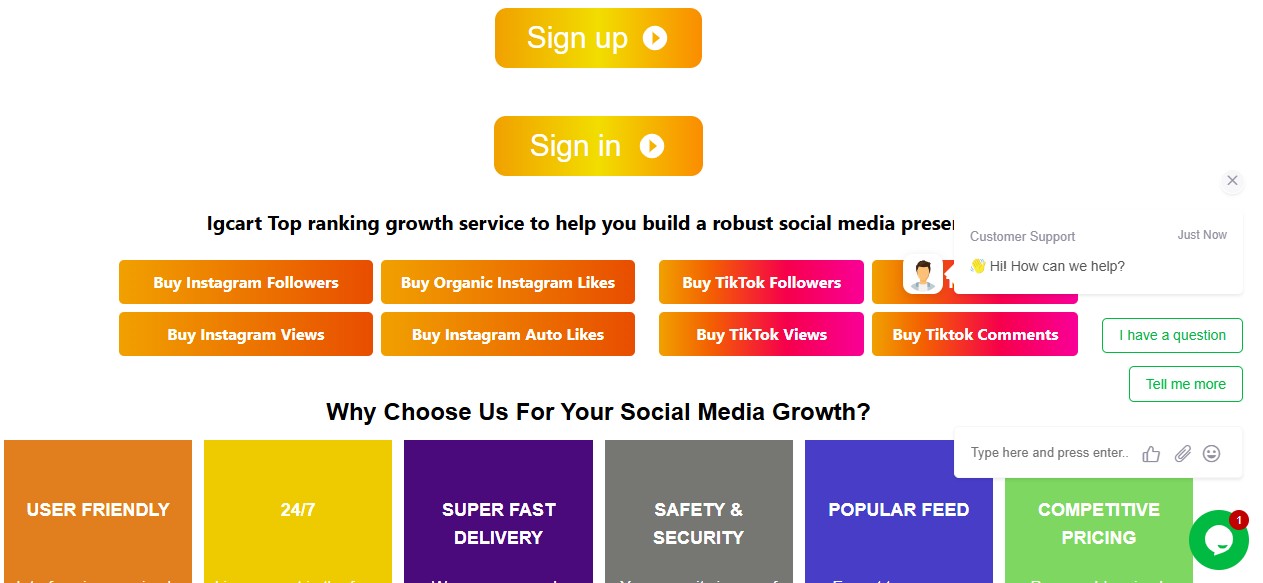 Sign up
Sign in
Igcart Top ranking growth service to help you build a robust social media
Customer Support
Just Now
👋 Hi! How can we help?
Buy Instagram Followers
Buy Organic Instagram Likes
Buy TikTok Followers
Buy Instagram Views
Buy Instagram Auto Likes
Buy TikTok Views
Buy Tiktok Comments
I have a question
Tell me more
Why Choose Us For Your Social Media Growth?
Type here and press enter..
USER FRIENDLY
24/7
SUPER FAST
DELIVERY
SAFETY &
SECURITY
POPULAR FEED
COMPETITIVE
PRICING
1